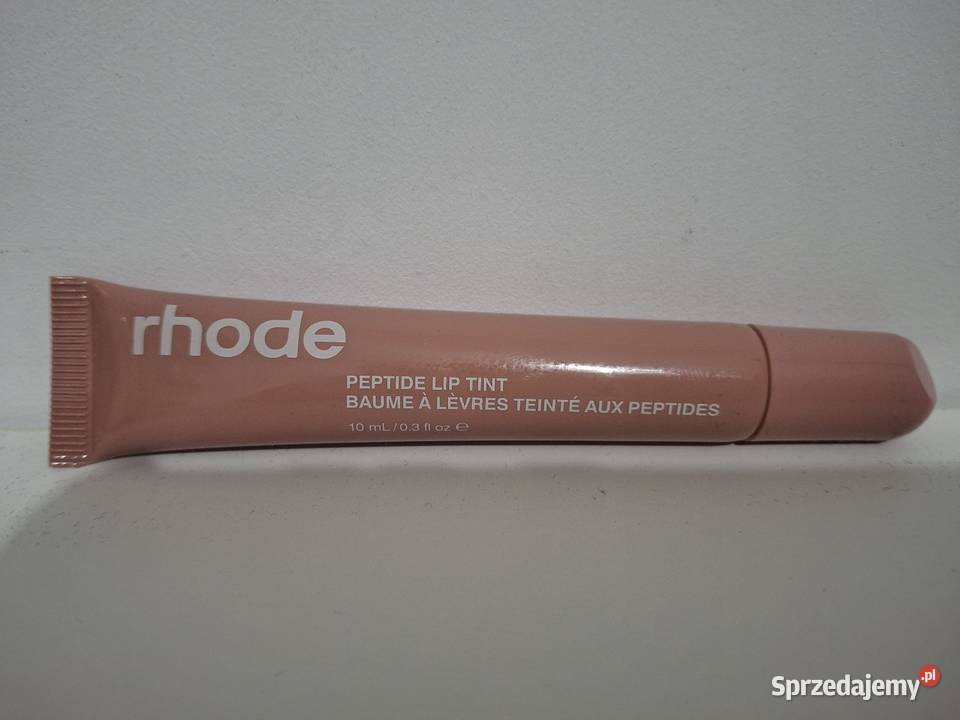 rhode
PEPTIDE LIP TINT
BAUME À LÈVRES TEINTÉ AUX PEPTIDES
10 mL/0.3 fl oz ℮
Sprzedajemy.pl